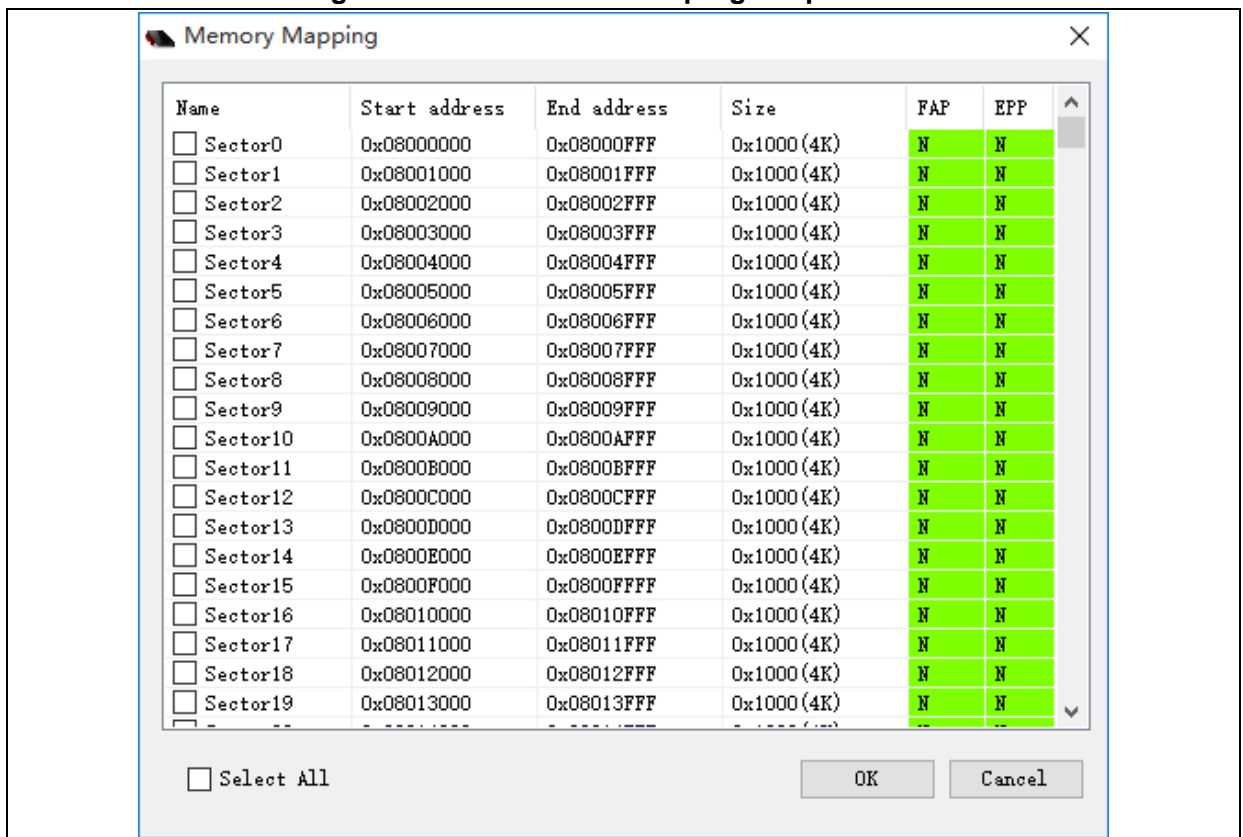 Memory Mapping
Name Start address End address Size FAP EPP
Sector0 0x08000000 0x08000FFF 0x1000(4K) N N
Sector1 0x08001000 0x08001FFF 0x1000(4K) N N
Sector2 0x08002000 0x08002FFF 0x1000(4K) N N
Sector3 0x08003000 0x08003FFF 0x1000(4K) N N
Sector4 0x08004000 0x08004FFF 0x1000(4K) N N
Sector5 0x08005000 0x08005FFF 0x1000(4K) N N
Sector6 0x08006000 0x08006FFF 0x1000(4K) N N
Sector7 0x08007000 0x08007FFF 0x1000(4K) N N
Sector8 0x08008000 0x08008FFF 0x1000(4K) N N
Sector9 0x08009000 0x08009FFF 0x1000(4K) N N
Sector10 0x0800A000 0x0800AFFF 0x1000(4K) N N
Sector11 0x0800B000 0x0800BFFF 0x1000(4K) N N
Sector12 0x0800C000 0x0800CFFF 0x1000(4K) N N
Sector13 0x0800D000 0x0800DFFF 0x1000(4K) N N
Sector14 0x0800E000 0x0800EFFF 0x1000(4K) N N
Sector15 0x0800F000 0x0800FFFF 0x1000(4K) N N
Sector16 0x08010000 0x08010FFF 0x1000(4K) N N
Sector17 0x08011000 0x08011FFF 0x1000(4K) N N
Sector18 0x08012000 0x08012FFF 0x1000(4K) N N
Sector19 0x08013000 0x08013FFF 0x1000(4K) N N
Select All OK Cancel